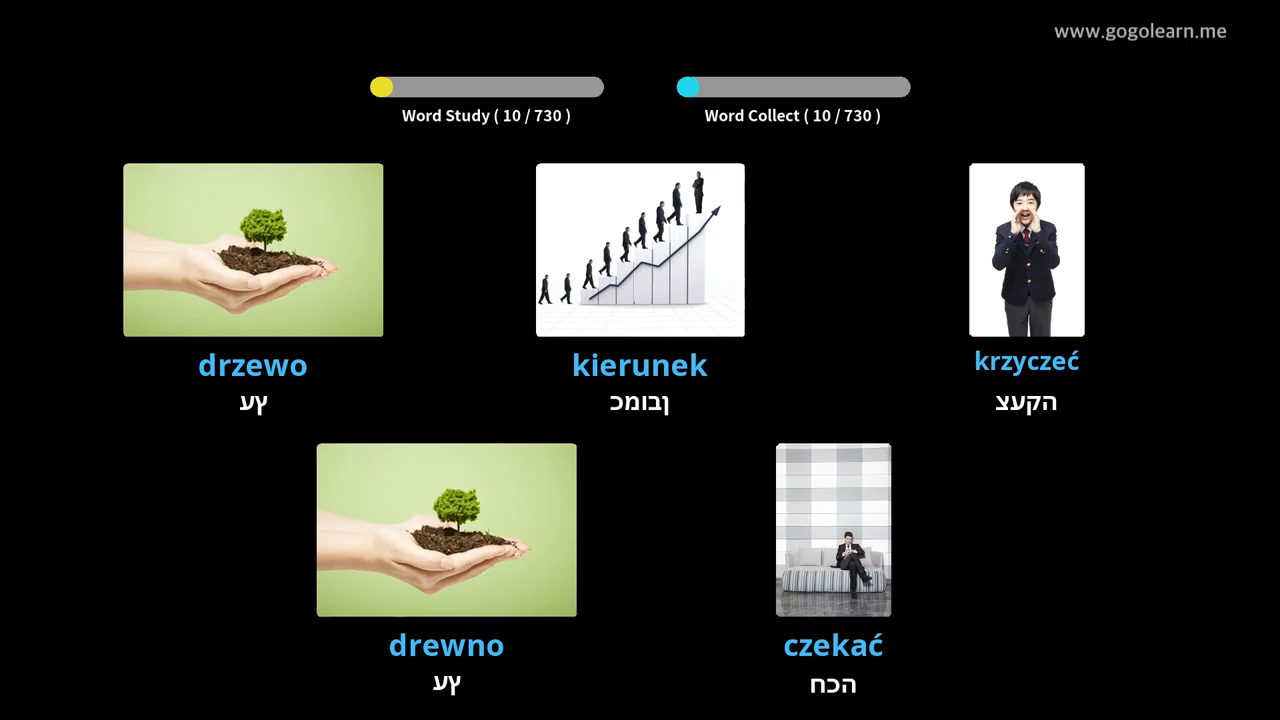 www.gogolearn.me
Word Study ( 10 / 730 )
Word Collect ( 10 / 730 )
drzewo
ץע
kierunek
ןבומכ
krzyczeć
הקעצ
drewno
ץע
czekać
הכח